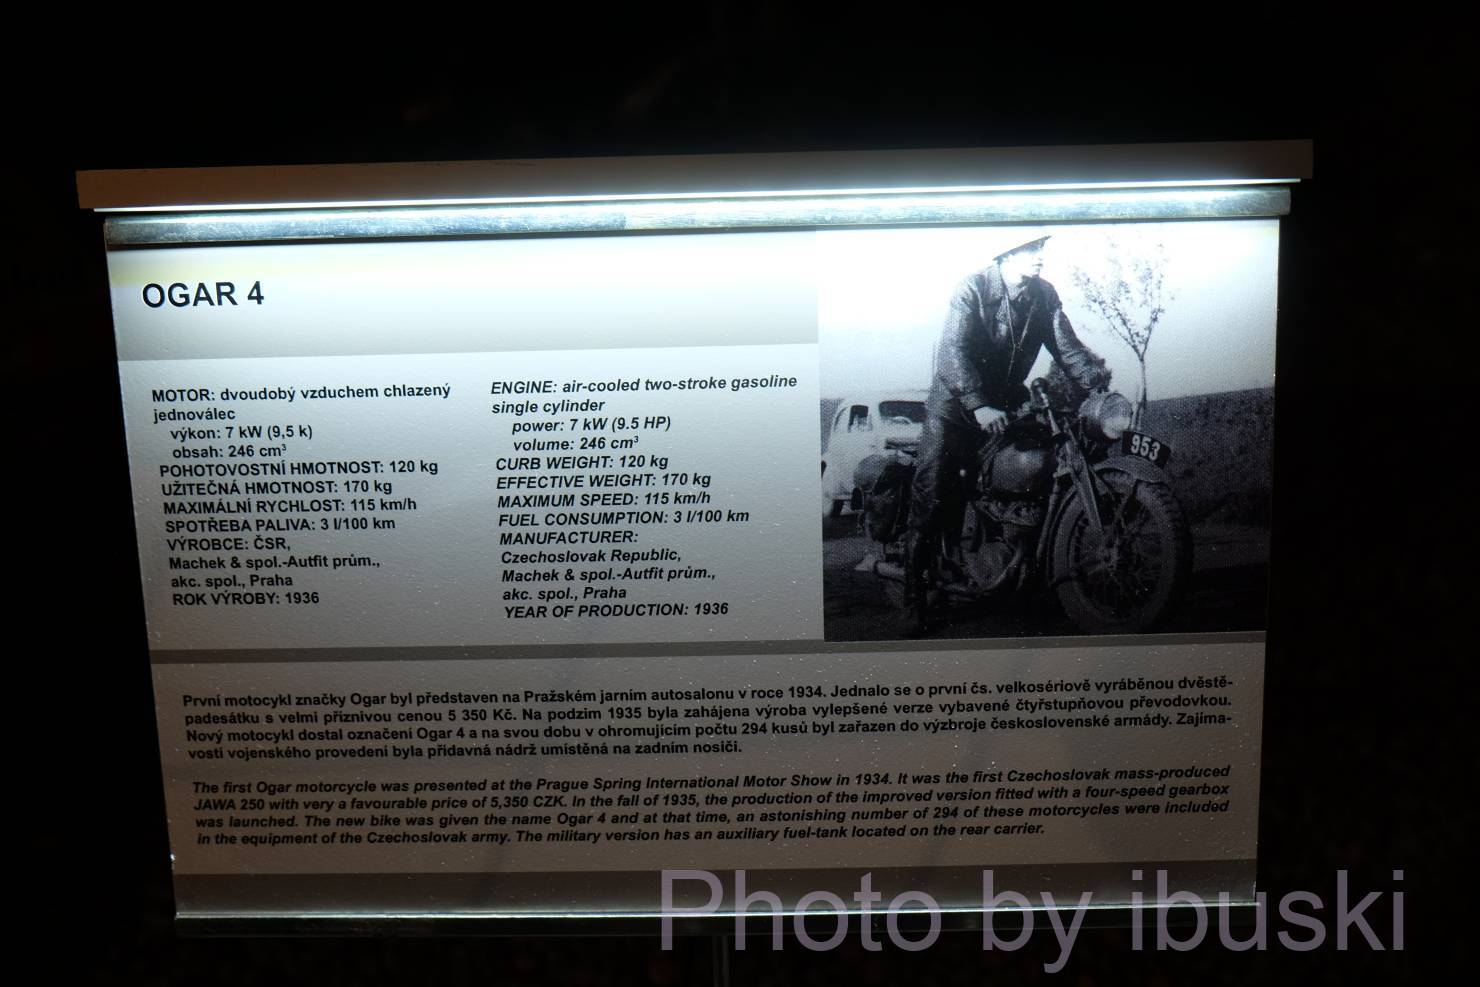 OGAR 4
MOTOR: dvoudobý vzduchem chlazený
jednoválec
výkon: 7 kW (9,5 k)
obsah: 246 cm³
POHOTOVOSTNÍ HMOTNOST: 120 kg
UŽITEČNÁ HMOTNOST: 170 kg
MAXIMÁLNÍ RYCHLOST: 115 km/h
SPOTŘEBA PALIVA: 3 l/100 km
VÝROBCE: ČSR,
Machek & spol.-Autfit prům.,
akc. spol., Praha
ROK VÝROBY: 1936
ENGINE: air-cooled two-stroke gasoline
single cylinder
power: 7 kW (9.5 HP)
volume: 246 cm³
CURB WEIGHT: 120 kg
EFFECTIVE WEIGHT: 170 kg
MAXIMUM SPEED: 115 km/h
FUEL CONSUMPTION: 3 l/100 km
MANUFACTURER:
Czechoslovak Republic,
Machek & spol.-Autfit prům.,
akc. spol., Praha
YEAR OF PRODUCTION: 1936
953
První motocykl značky Ogar byl představen na Pražském jarním autosalonu v roce 1934. Jednalo se o první čs. velkosériově vyráběnou dvěstě-
padesátku s velmi příznivou cenou 5 350 Kč. Na podzim 1935 byla zahájena výroba vylepšené verze vybavené čtyřstupňovou převodovkou.
Nový motocykl dostal označení Ogar 4 a na svou dobu v ohromujícím počtu 294 kusů byl zařazen do výzbroje československé armády. Zajíma-
vostí vojenského provedení byla přídavná nádrž umístěná na zadním nosiči.
The first Ogar motorcycle was presented at the Prague Spring International Motor Show in 1934. It was the first Czechoslovak mass-produced
JAWA 250 with very a favourable price of 5,350 CZK. In the fall of 1935, the production of the improved version fitted with a four-speed gearbox
was launched. The new bike was given the name Ogar 4 and at that time, an astonishing number of 294 of these motorcycles were included
in the equipment of the Czechoslovak army. The military version has an auxiliary fuel-tank located on the rear carrier.
Photo by ibuski